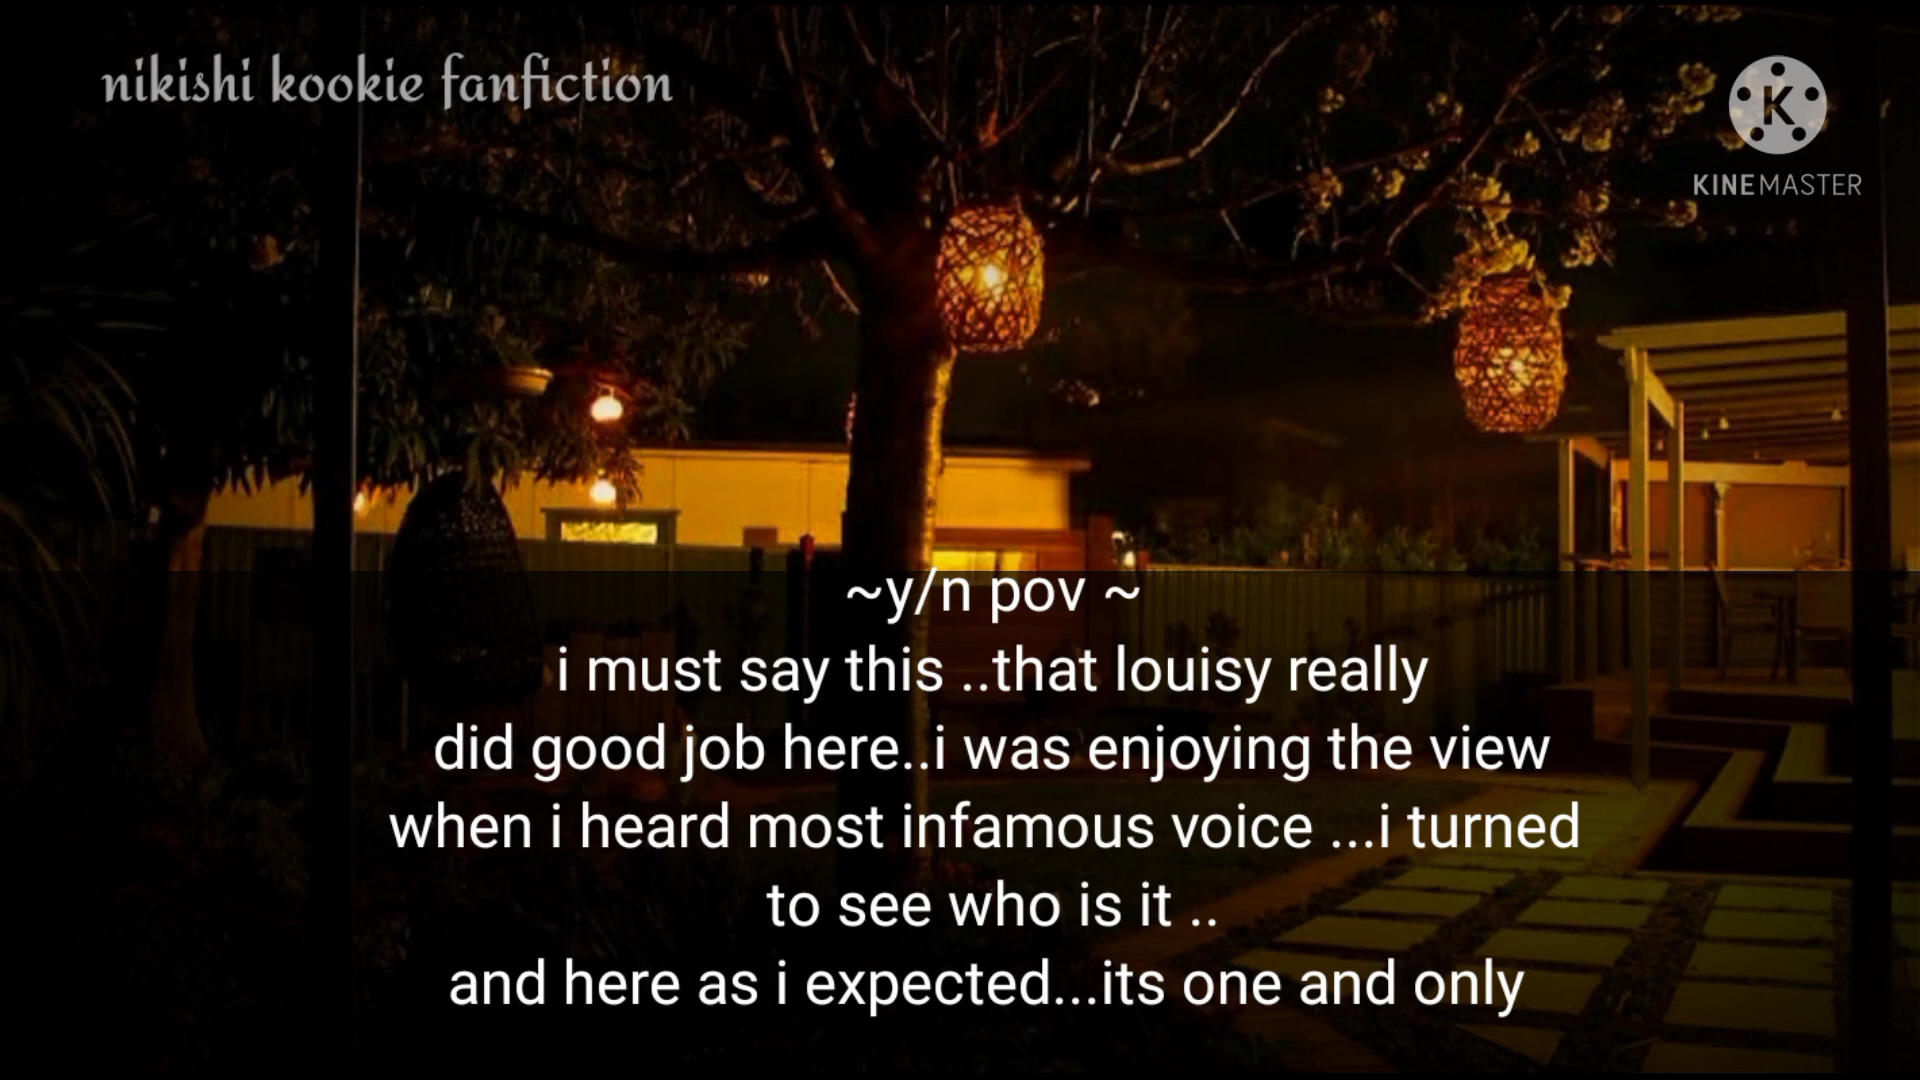 nikishi kookie fanfiction
K
KINEMASTER
~y/n pov ~
i must say this ..that louisy really
did good job here..i was enjoying the view
when i heard most infamous voice ...i turned
to see who is it ..
and here as i expected...its one and only